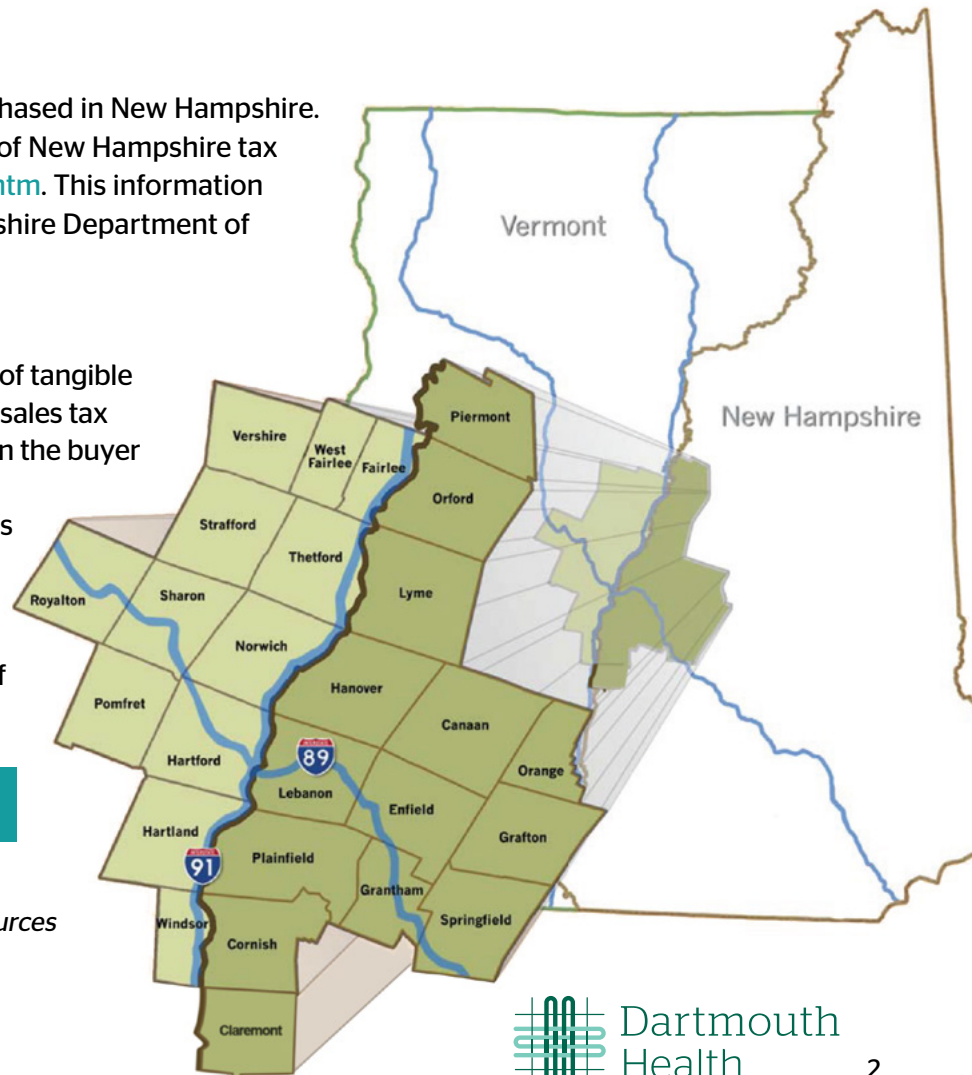 hased in New Hampshire.
of New Hampshire tax
ntm. This information
shire Department of
of tangible
sales tax
n the buyer
s
f
urces
Vermont
New Hampshire
Piermont
Vershire
West
Fairlee
Fairlee
Orford
Strafford
Thetford
Lyme
Royalton
Sharon
Norwich
Hanover
Pomfret
Canaan
Hartford
89
Orange
Lebanon
Enfield
Hartland
Grafton
Plainfield
91
Grantham
Springfield
Windsor
Cornish
Claremont
Dartmouth
Health
2